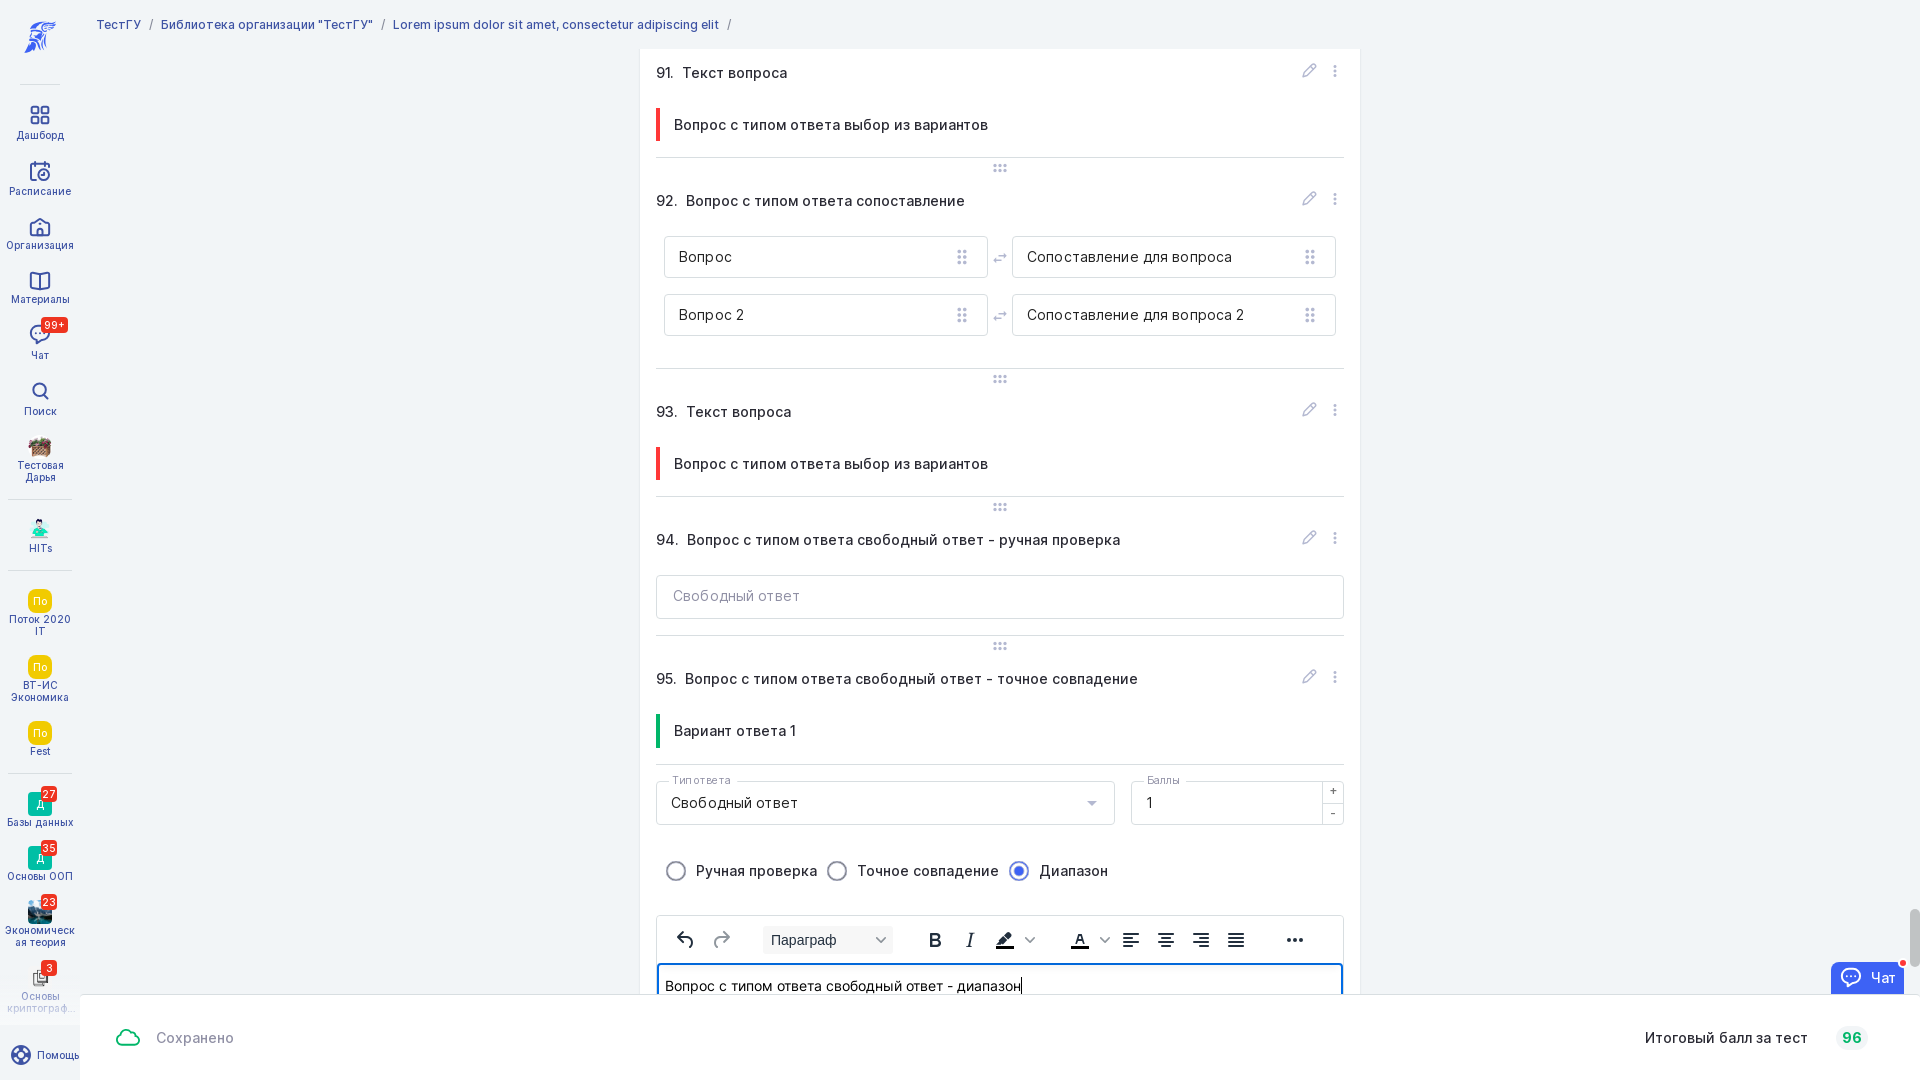 ТестГУ / Библиотека организации "ТестГУ" / Lorem ipsum dolor sit amet, consectetur adipiscing elit /
Дашборд
Расписание
Организация
Материалы
99+
Чат
Поиск
Тестовая
Дарья
HITs
По
Поток 2020
IT
По
ВТ-ИС
Экономика
По
Fest
27
Д
Базы данных
35
Д
Основы ООП
23
Экономическ
ая теория
3
Основы
криптограф...
Помощь
91. Текст вопроса
Вопрос с типом ответа выбор из вариантов
92. Вопрос с типом ответа сопоставление
Вопрос
Сопоставление для вопроса
Вопрос 2
Сопоставление для вопроса 2
93. Текст вопроса
Вопрос с типом ответа выбор из вариантов
94. Вопрос с типом ответа свободный ответ - ручная проверка
Свободный ответ
95. Вопрос с типом ответа свободный ответ - точное совпадение
Вариант ответа 1
Тип ответа
Свободный ответ
Баллы
1
+
-
Ручная проверка
Точное совпадение
Диапазон
Параграф
B I A
Вопрос с типом ответа свободный ответ - диапазон
Чат
Сохранено
Итоговый балл за тест 96